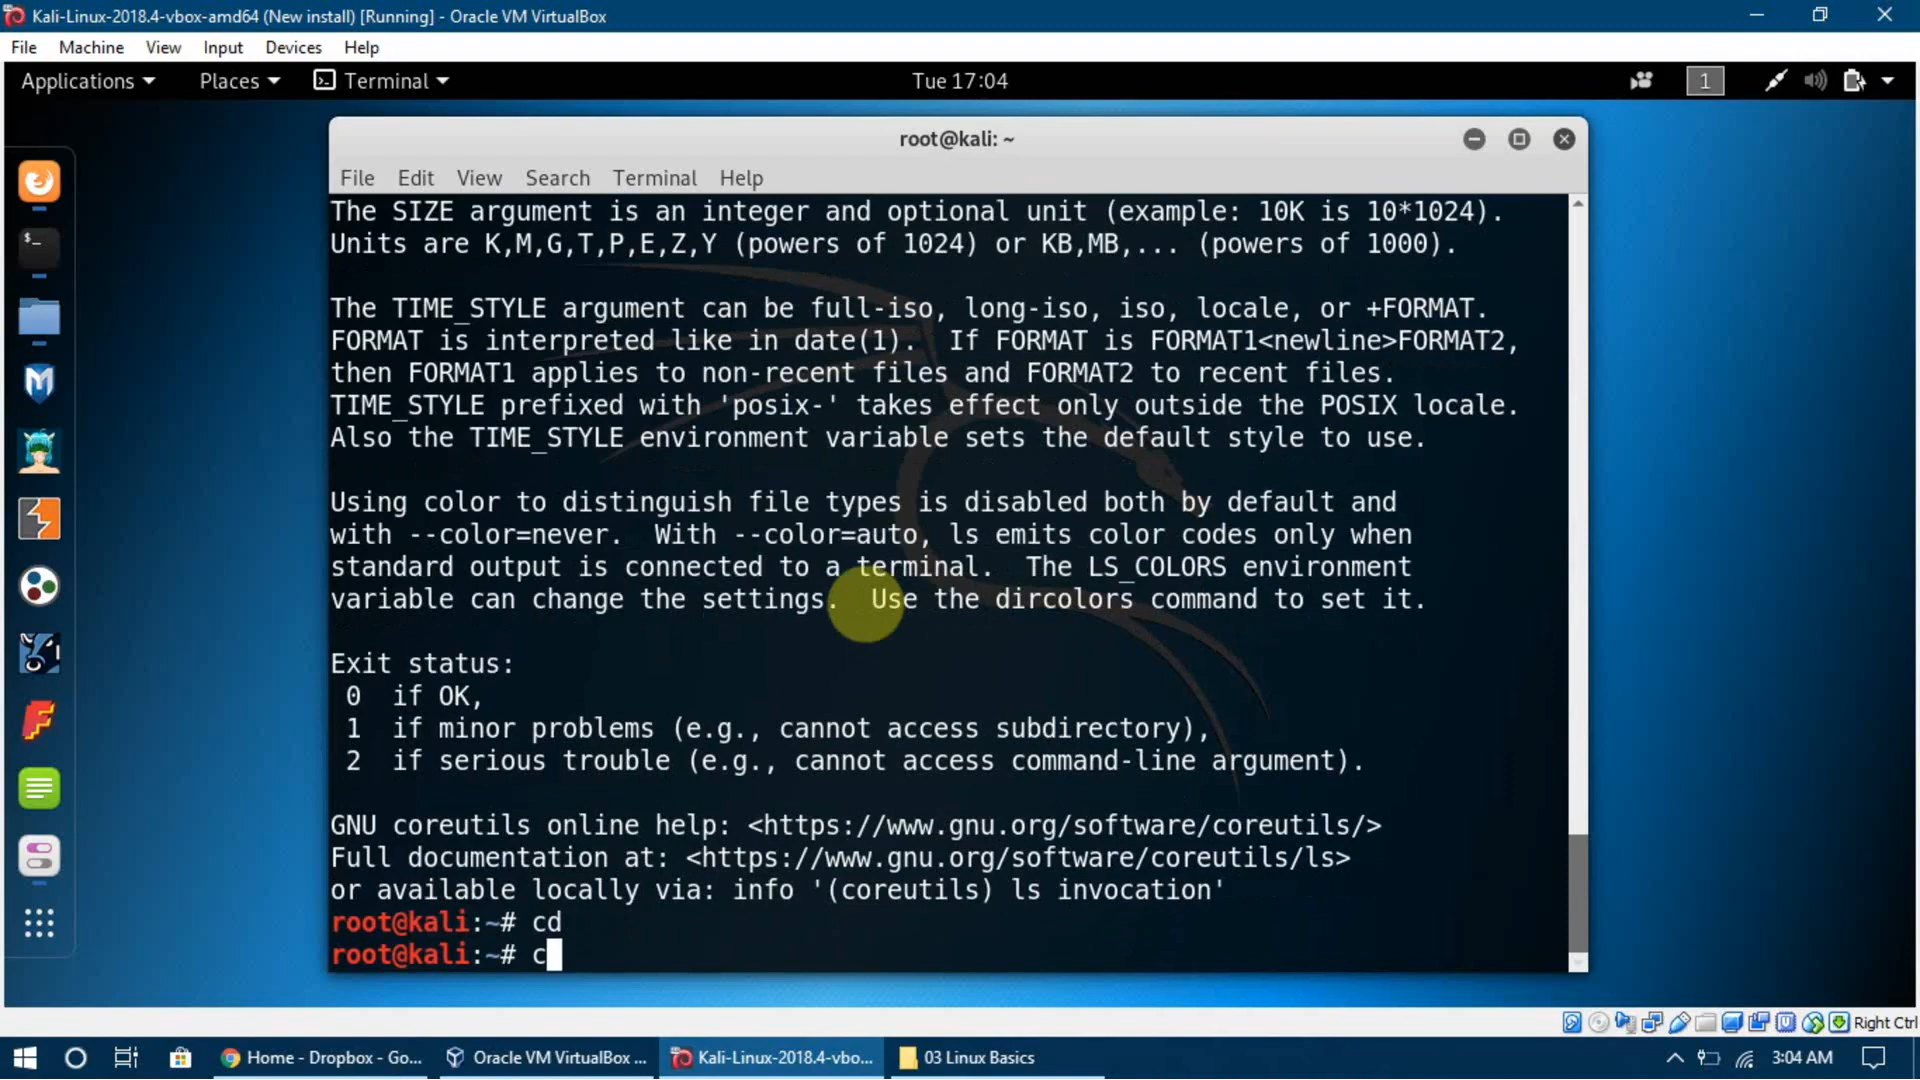 Kali-Linux-2018.4-vbox-amd64 (New install) [Running] - Oracle VM VirtualBox
File Machine View Input Devices Help
Applications Places Terminal Tue 17:04 1
root@kali: ~
File Edit View Search Terminal Help
The SIZE argument is an integer and optional unit (example: 10K is 10*1024).
Units are K,M,G,T,P,E,Z,Y (powers of 1024) or KB,MB,... (powers of 1000).
The TIME_STYLE argument can be full-iso, long-iso, iso, locale, or +FORMAT.
FORMAT is interpreted like in date(1).  If FORMAT is FORMAT1<newline>FORMAT2,
then FORMAT1 applies to non-recent files and FORMAT2 to recent files.
TIME_STYLE prefixed with 'posix-' takes effect only outside the POSIX locale.
Also the TIME_STYLE environment variable sets the default style to use.
Using color to distinguish file types is disabled both by default and
with --color=never.  With --color=auto, ls emits color codes only when
standard output is connected to a terminal.  The LS_COLORS environment
variable can change the settings.  Use the dircolors command to set it.
Exit status:
0  if OK,
1  if minor problems (e.g., cannot access subdirectory),
2  if serious trouble (e.g., cannot access command-line argument).
GNU coreutils online help: <https://www.gnu.org/software/coreutils/>
Full documentation at: <https://www.gnu.org/software/coreutils/ls>
or available locally via: info '(coreutils) ls invocation'
root@kali:~# cd
root@kali:~# c
Right Ctrl
Home - Dropbox - Go... Oracle VM VirtualBox ... Kali-Linux-2018.4-vbo... 03 Linux Basics 3:04 AM